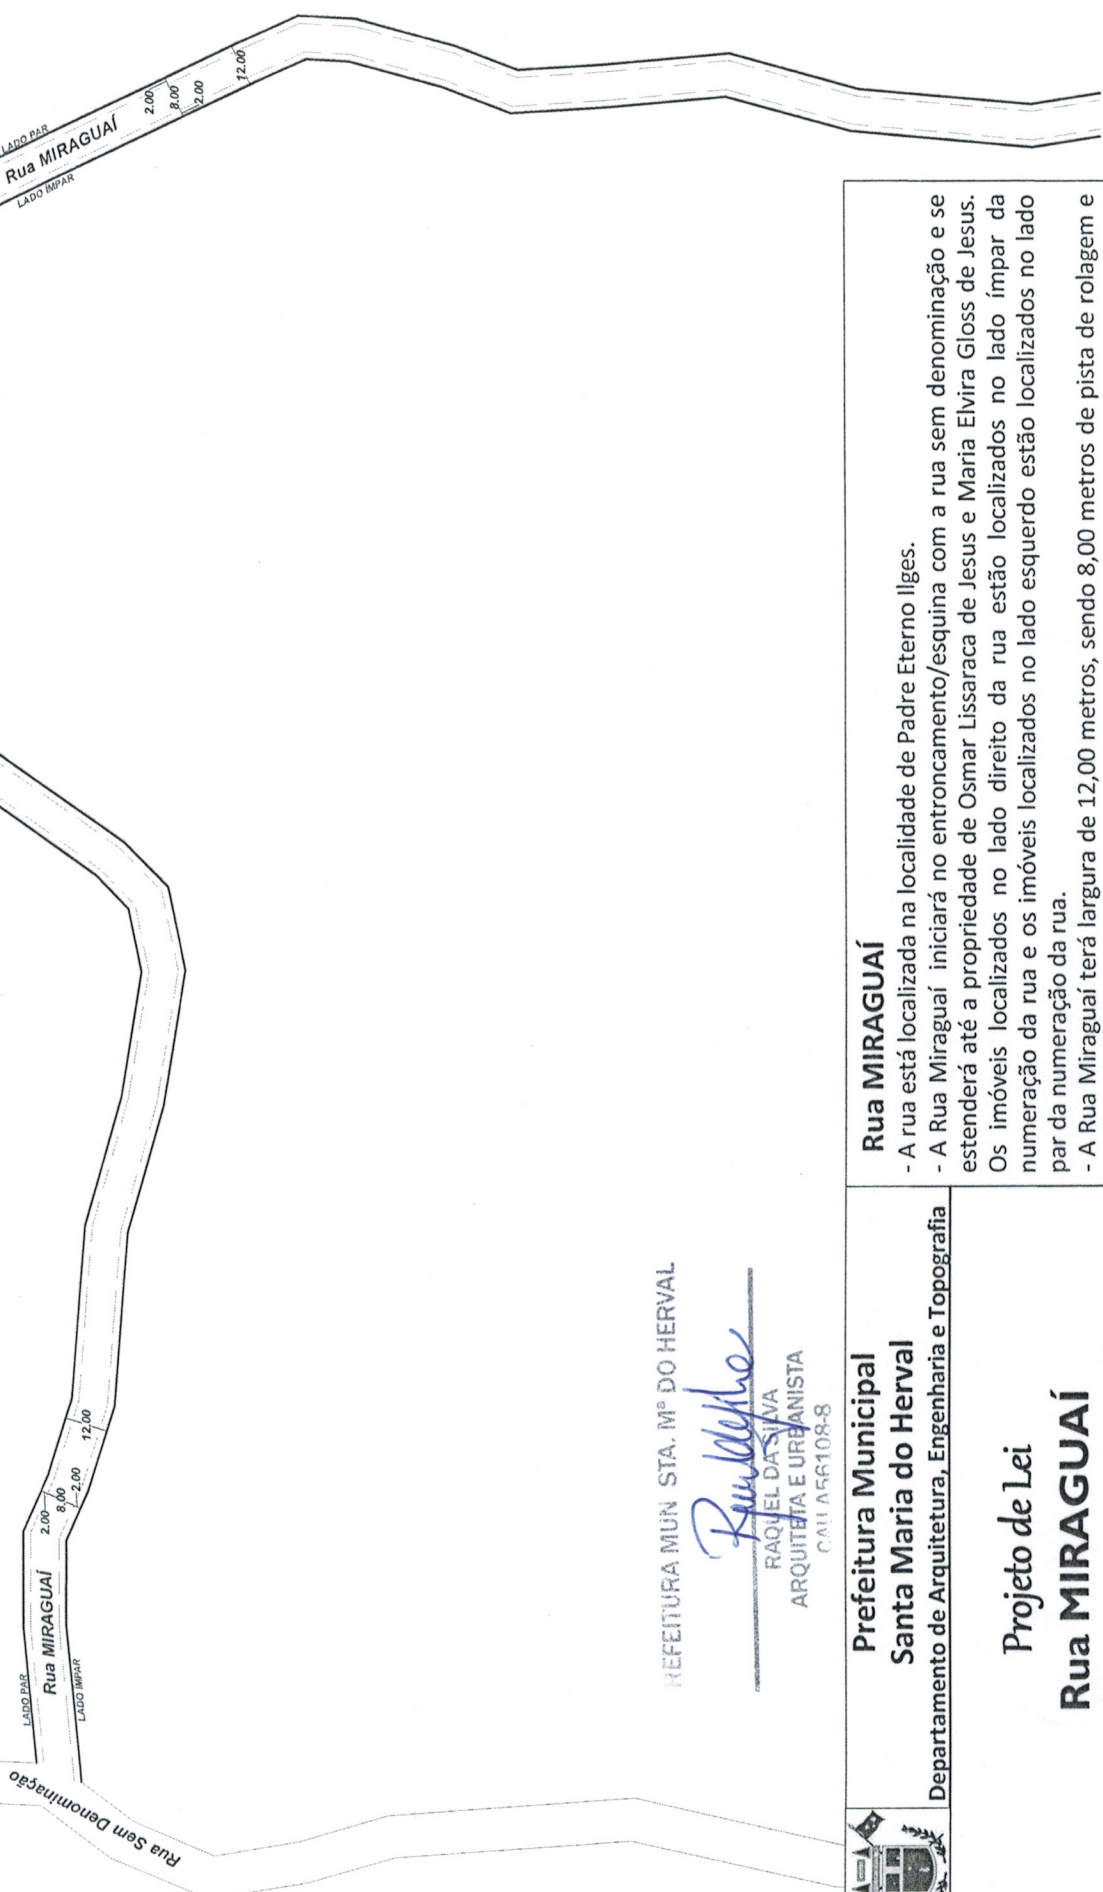 LADO PAR
Rua MIRAGUAÍ
LADO ÍMPAR
2.00
8.00
2.00
12.00
Rua Sem Denominação
LADO PAR
Rua MIRAGUAÍ
LADO ÍMPAR
2.00
8.00
2.00
12.00
REFEITURA MUN STA. Mª DO HERVAL
RAQUEL DA SILVA
ARQUITETA E URBANISTA
CAU A56108-8
Prefeitura Municipal
Santa Maria do Herval
Departamento de Arquitetura, Engenharia e Topografia
Projeto de Lei
Rua MIRAGUAÍ
Rua MIRAGUAÍ
- A rua está localizada na localidade de Padre Eterno Ilges.
- A Rua Miraguaí iniciará no entroncamento/esquina com a rua sem denominação e se
estenderá até a propriedade de Osmar Lissaraca de Jesus e Maria Elvira Gloss de Jesus.
Os imóveis localizados no lado direito da rua estão localizados no lado ímpar da
numeração da rua e os imóveis localizados no lado esquerdo estão localizados no lado
par da numeração da rua.
- A Rua Miraguaí terá largura de 12,00 metros, sendo 8,00 metros de pista de rolagem e